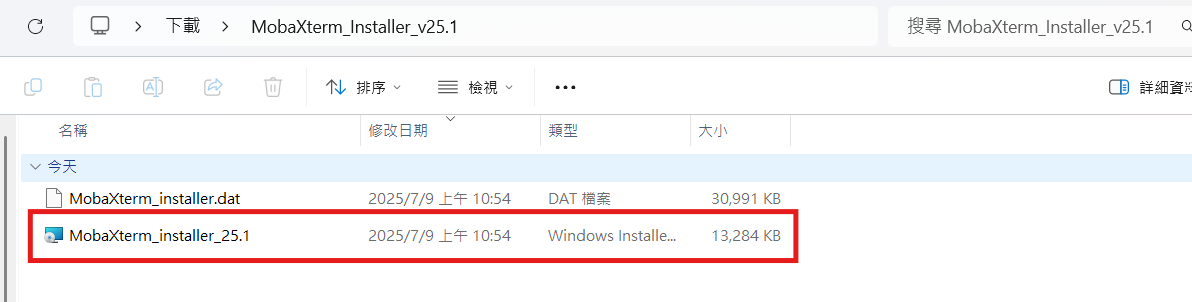 下載 MobaXterm_Installer_v25.1 搜尋 MobaXterm_Installer_v25.1
排序 檢視 ... 詳細資
名稱 修改日期 類型 大小
今天
MobaXterm_installer.dat 2025/7/9 上午 10:54 DAT 檔案 30,991 KB
MobaXterm_installer_25.1 2025/7/9 上午 10:54 Windows Installe... 13,284 KB